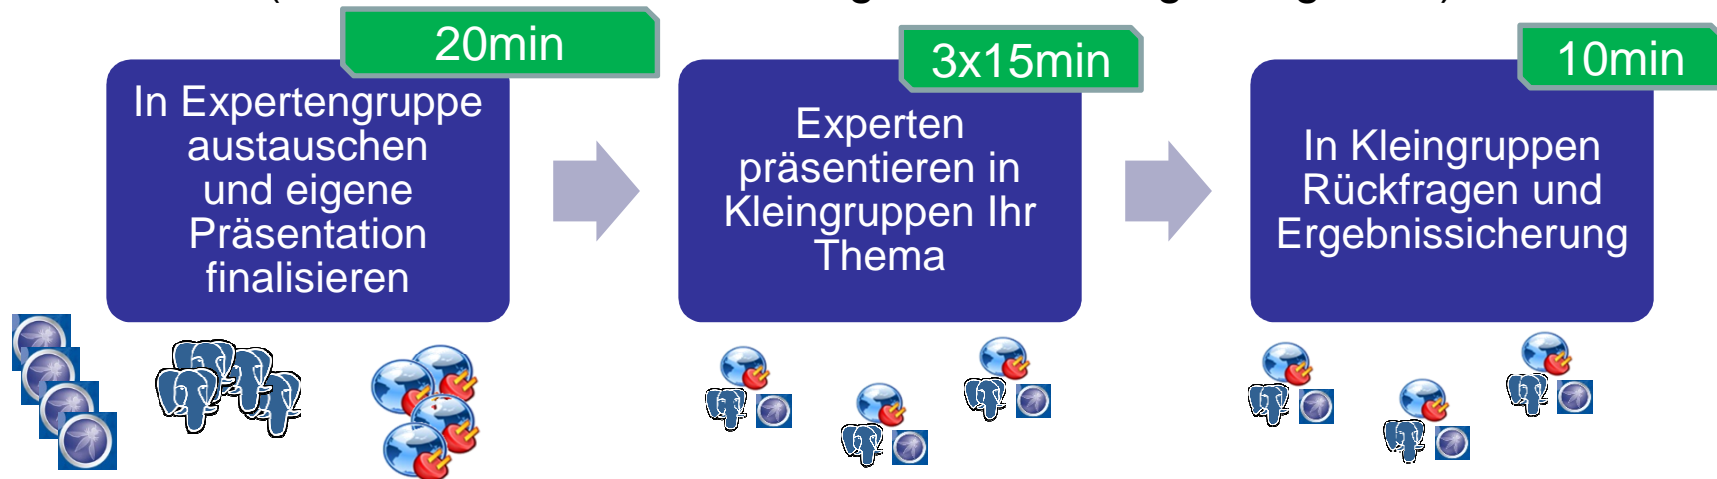 20min
In Expertengruppe
austauschen
und eigene
Präsentation
finalisieren
3x15min
Experten
präsentieren in
Kleingruppen Ihr
Thema
10min
In Kleingruppen
Rückfragen und
Ergebnissicherung